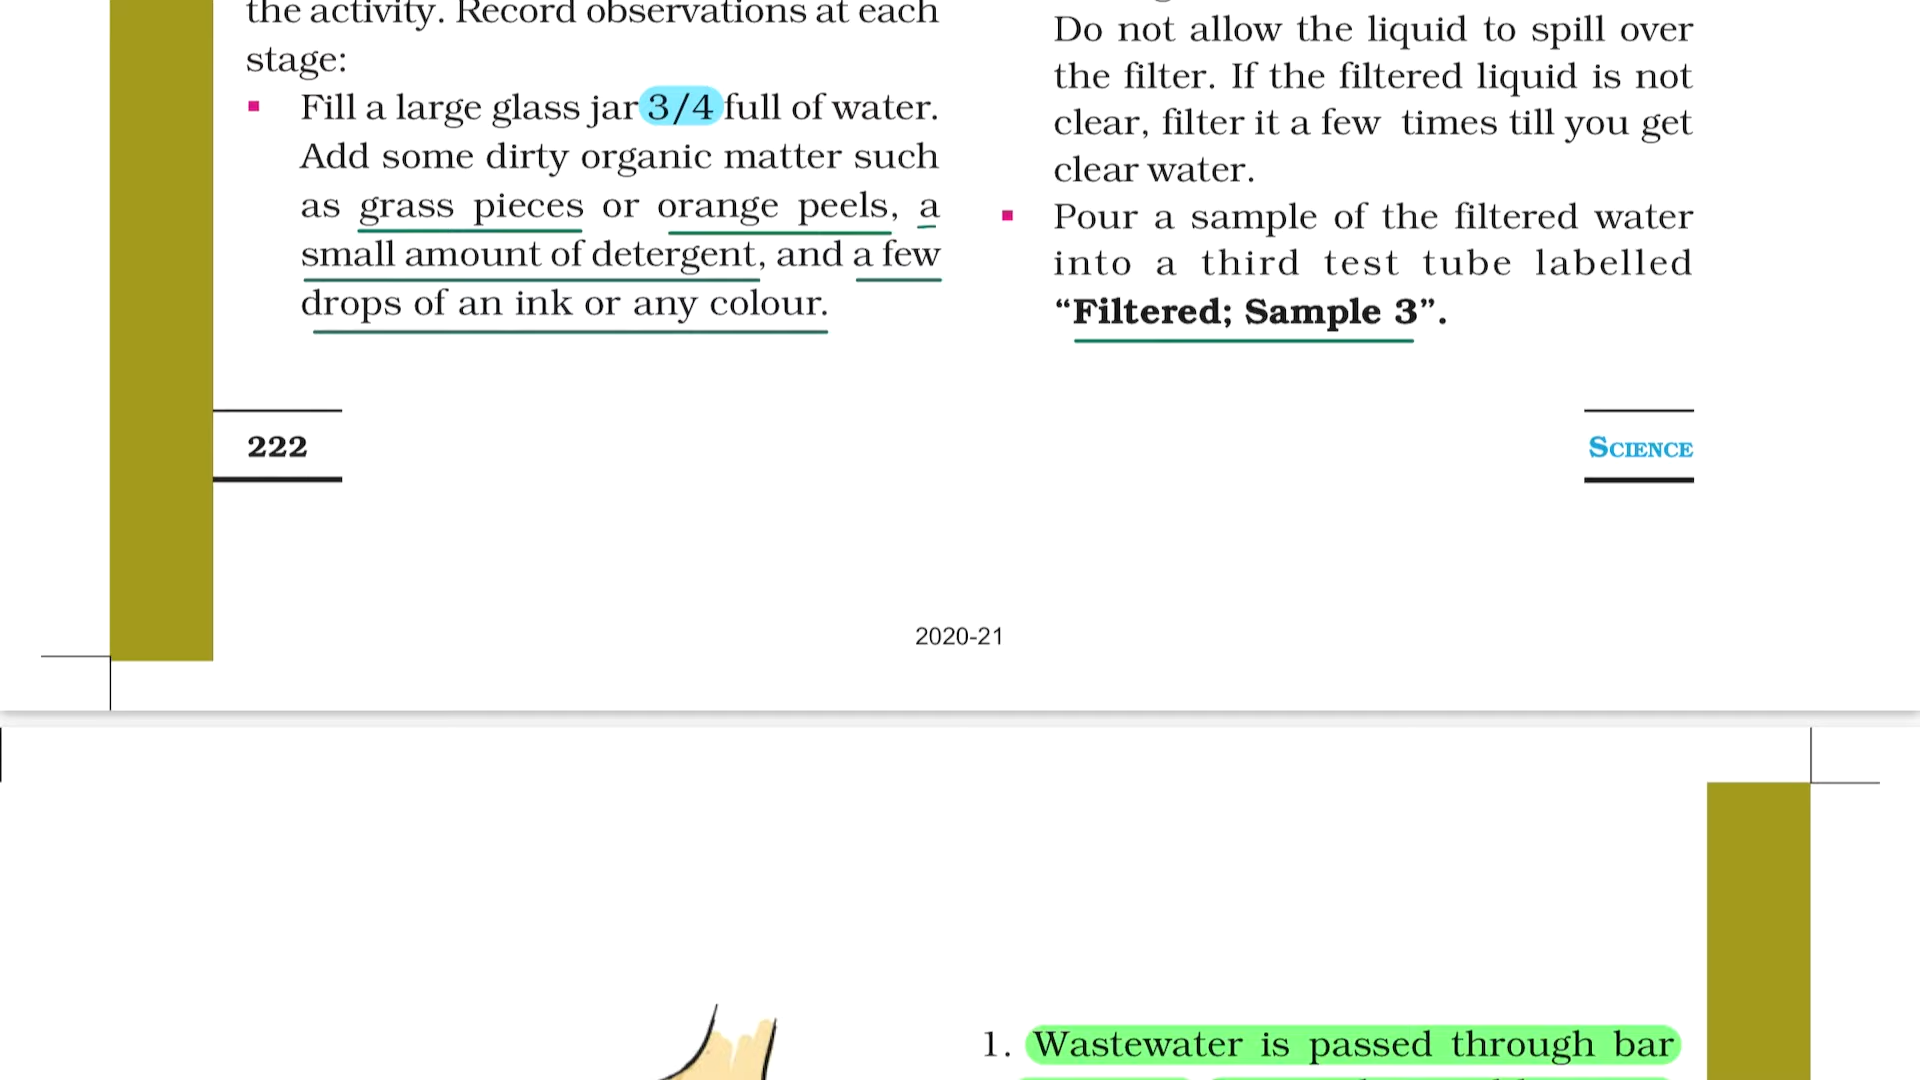 the activity. Record observations at each
stage:
▪ Fill a large glass jar 3/4 full of water.
Add some dirty organic matter such
as grass pieces or orange peels, a
small amount of detergent, and a few
drops of an ink or any colour.
Do not allow the liquid to spill over
the filter. If the filtered liquid is not
clear, filter it a few times till you get
clear water.
▪ Pour a sample of the filtered water
into a third test tube labelled
“Filtered; Sample 3”.
222
SCIENCE
2020-21
1. Wastewater is passed through bar